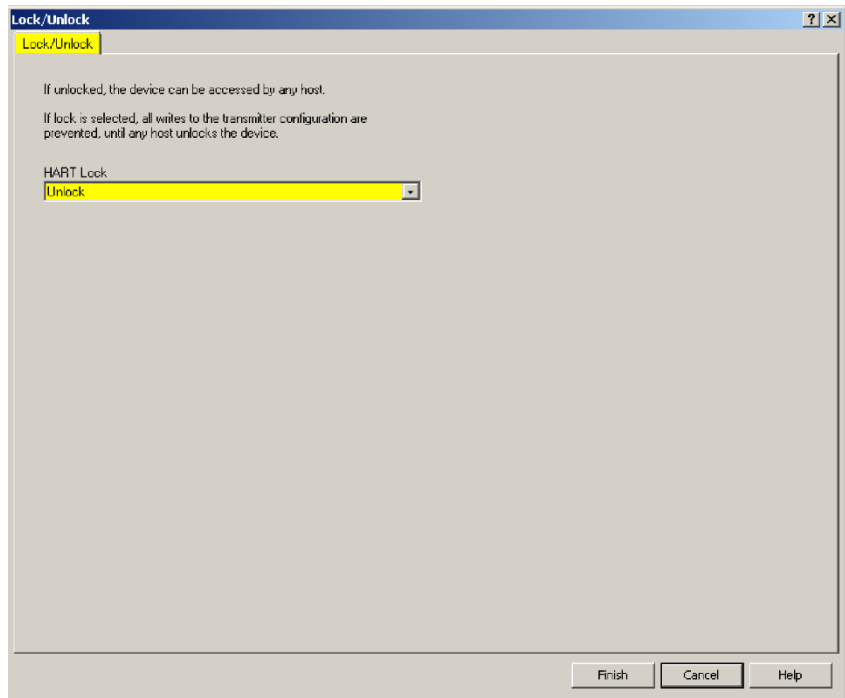 Lock/Unlock
Lock/Unlock
If unlocked, the device can be accessed by any host.
If lock is selected, all writes to the transmitter configuration are
prevented, until any host unlocks the device.
HART Lock
Unlock
Finish Cancel Help